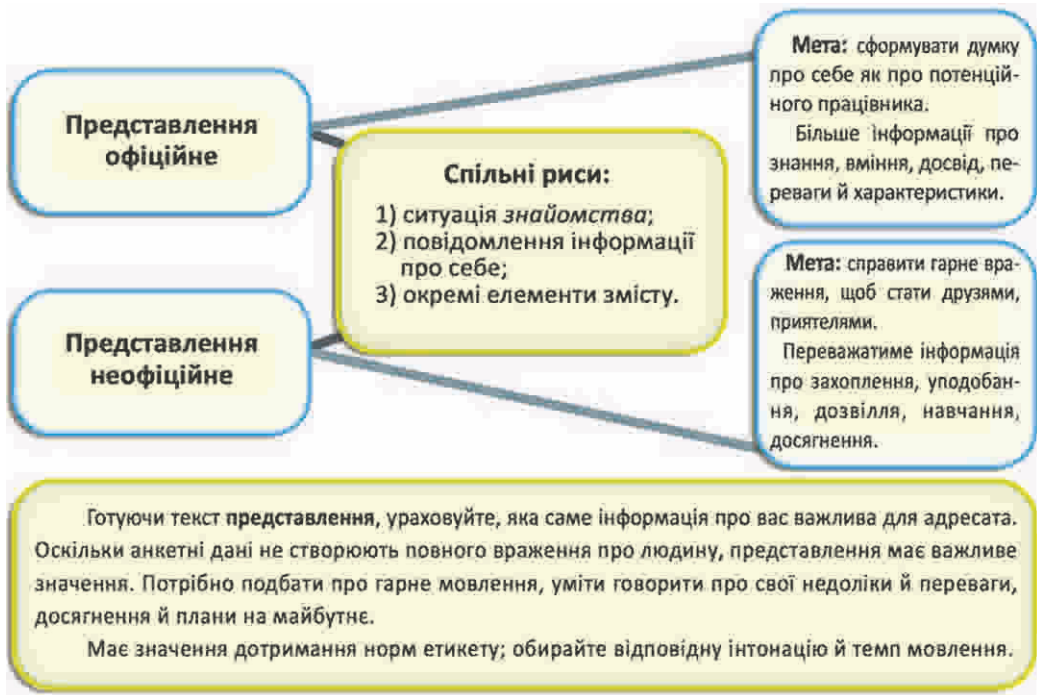 Представлення
офіційне
Мета: сформувати думку
про себе як про потенцій-
ного працівника.
Більше інформації про
знання, вміння, досвід, пе-
реваги й характеристики.
Спільні риси:
1) ситуація знайомства;
2) повідомлення інформації
про себе;
3) окремі елементи змісту.
Представлення
неофіційне
Мета: справити гарне вра-
ження, щоб стати друзями,
приятелями.
Переважатиме інформація
про захоплення, уподобан-
ня, дозвілля, навчання,
досягнення.
Готуючи текст представлення, ураховуйте, яка саме інформація про вас важлива для адресата.
Оскільки анкетні дані не створюють повного враження про людину, представлення має важливе
значення. Потрібно подбати про гарне мовлення, уміти говорити про свої недоліки й переваги,
досягнення й плани на майбутнє.
Має значення дотримання норм етикету; обирайте відповідну інтонацію й темп мовлення.